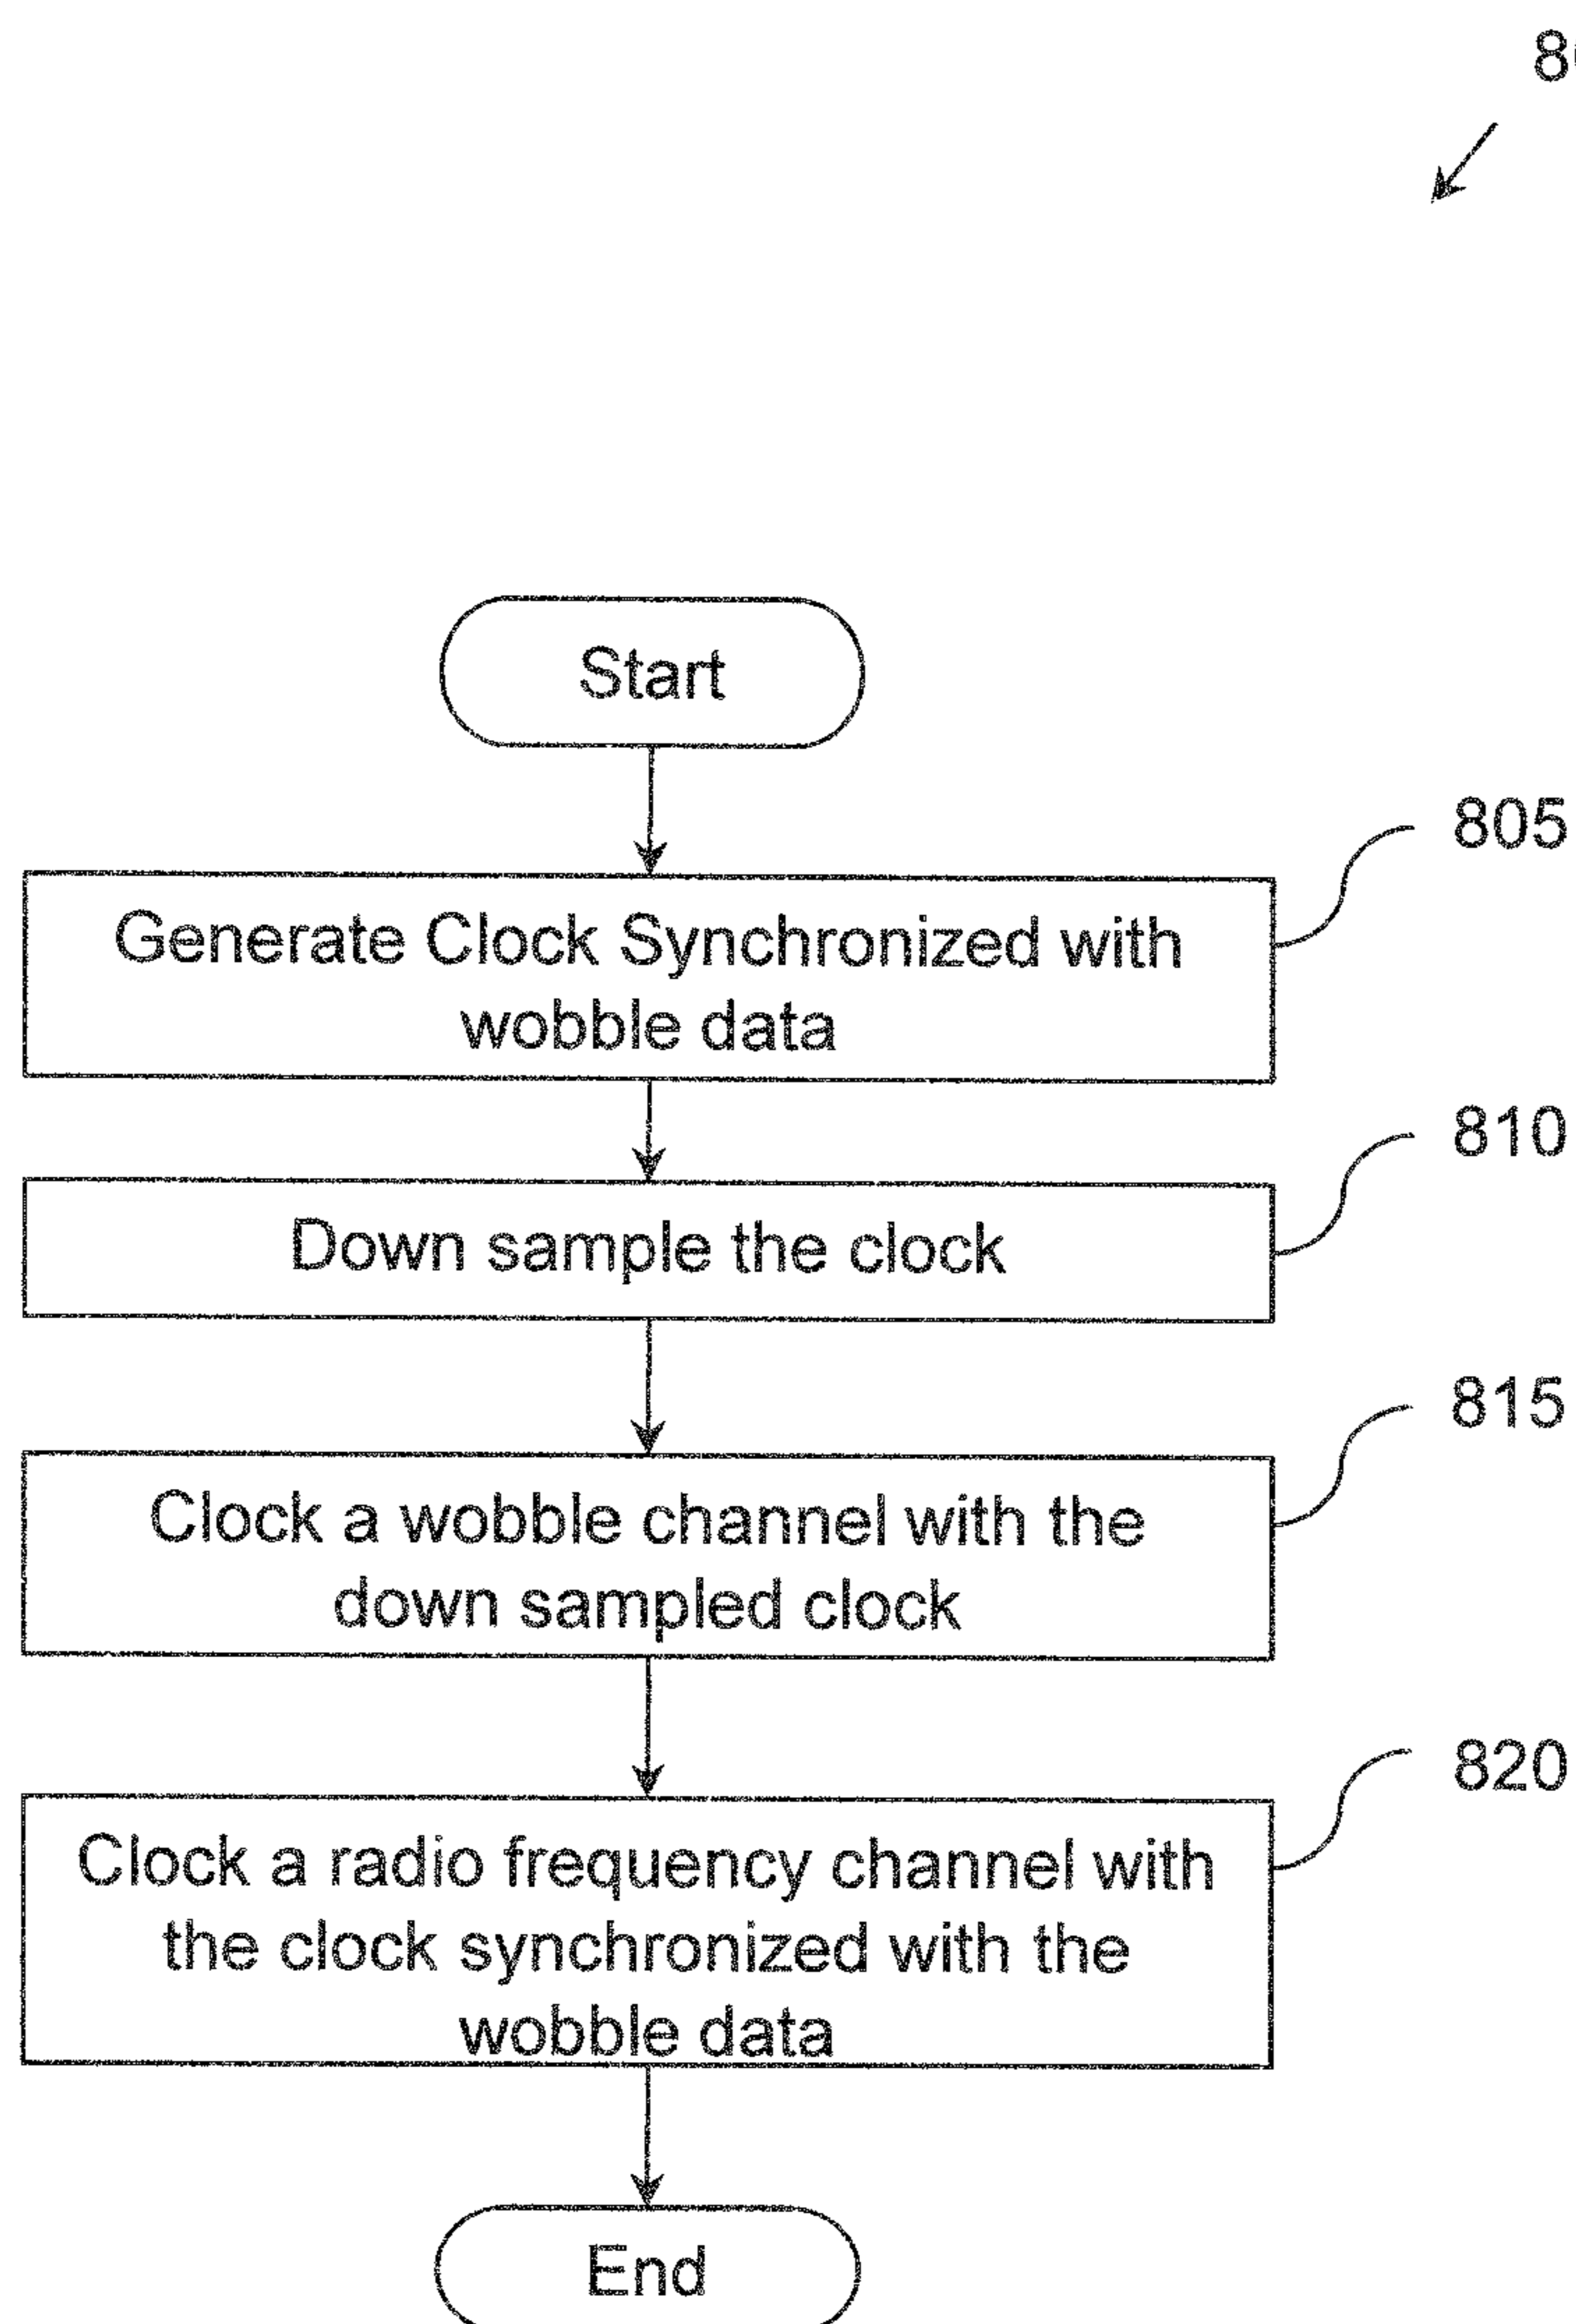 Start
805
Generate Clock Synchronized with
wobble data
810
Down sample the clock
815
Clock a wobble channel with the
down sampled clock
820
Clock a radio frequency channel with
the clock synchronized with the
wobble data
End